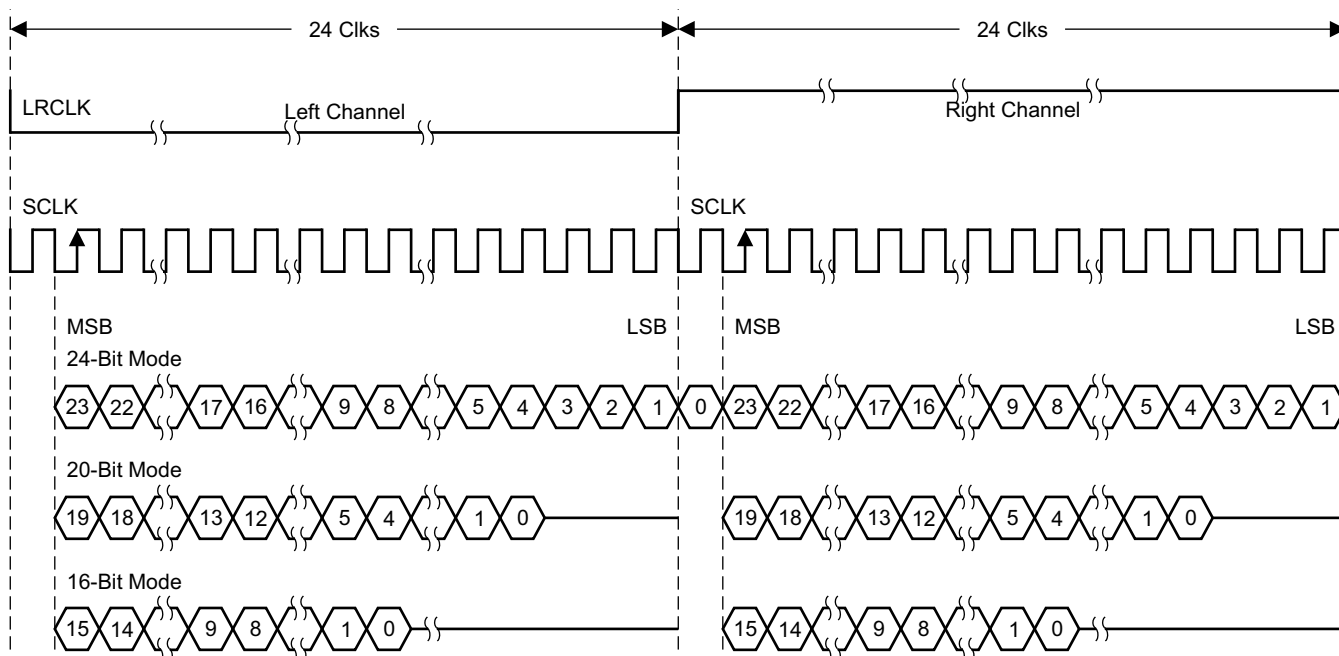 24 Clks 24 Clks
LRCLK Left Channel Right Channel
SCLK SCLK
MSB LSB MSB LSB
24-Bit Mode
23 22 17 16 9 8 5 4 3 2 1 0 23 22 17 16 9 8 5 4 3 2 1
20-Bit Mode
19 18 13 12 5 4 1 0 19 18 13 12 5 4 1 0
16-Bit Mode
15 14 9 8 1 0 15 14 9 8 1 0